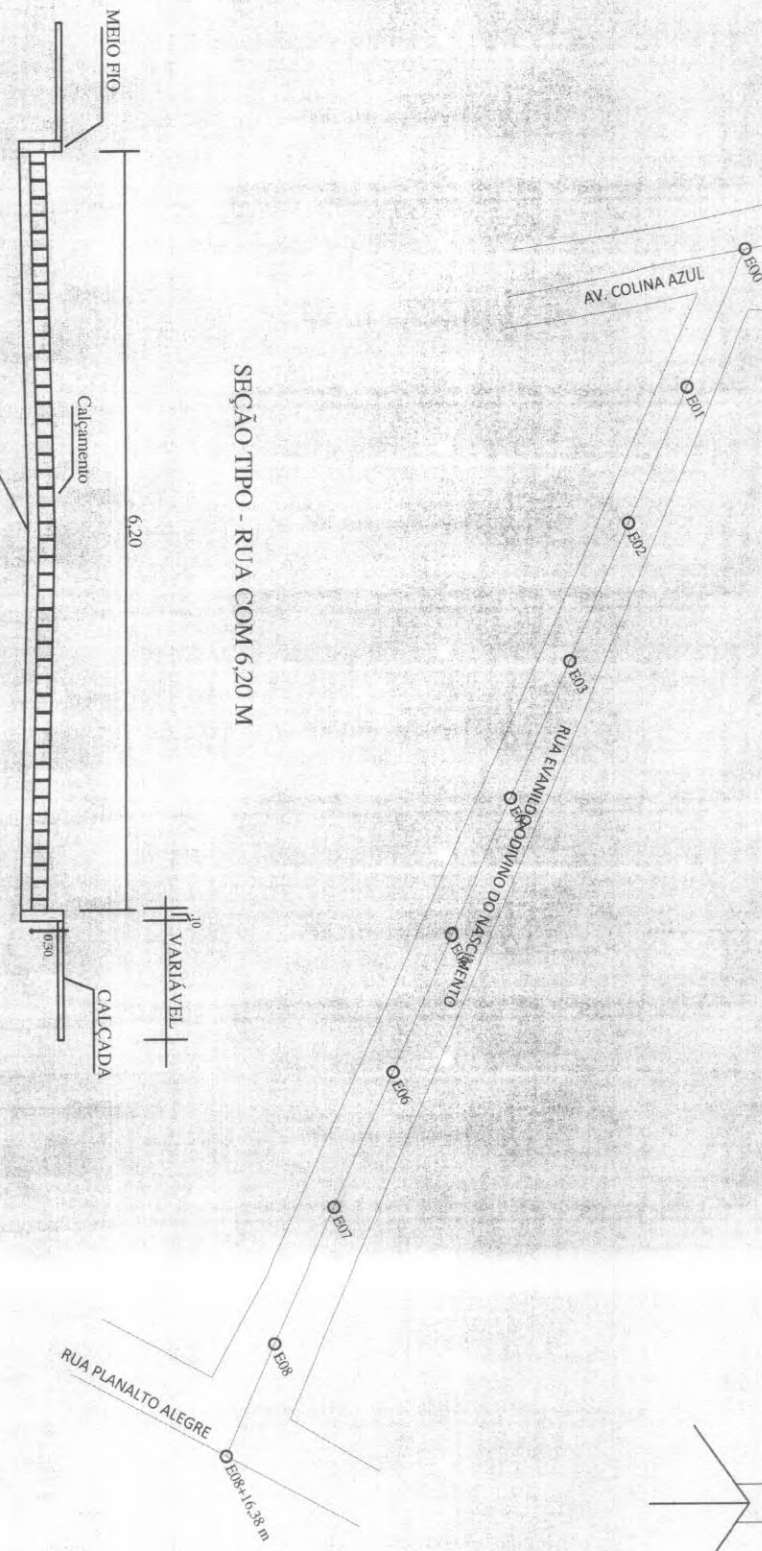 E00
AV. COLINA AZUL
E01
E02
E03
RUA EVANILDO DIVINO DO NASCIMENTO
E06
E07
E08
RUA PLANALTO ALEGRE
E08+16,38 m
SEÇÃO TIPO - RUA COM 6,20 M
MEIO FIO
6,20
Calçamento
.10
VARIÁVEL
0.30
CALÇADA